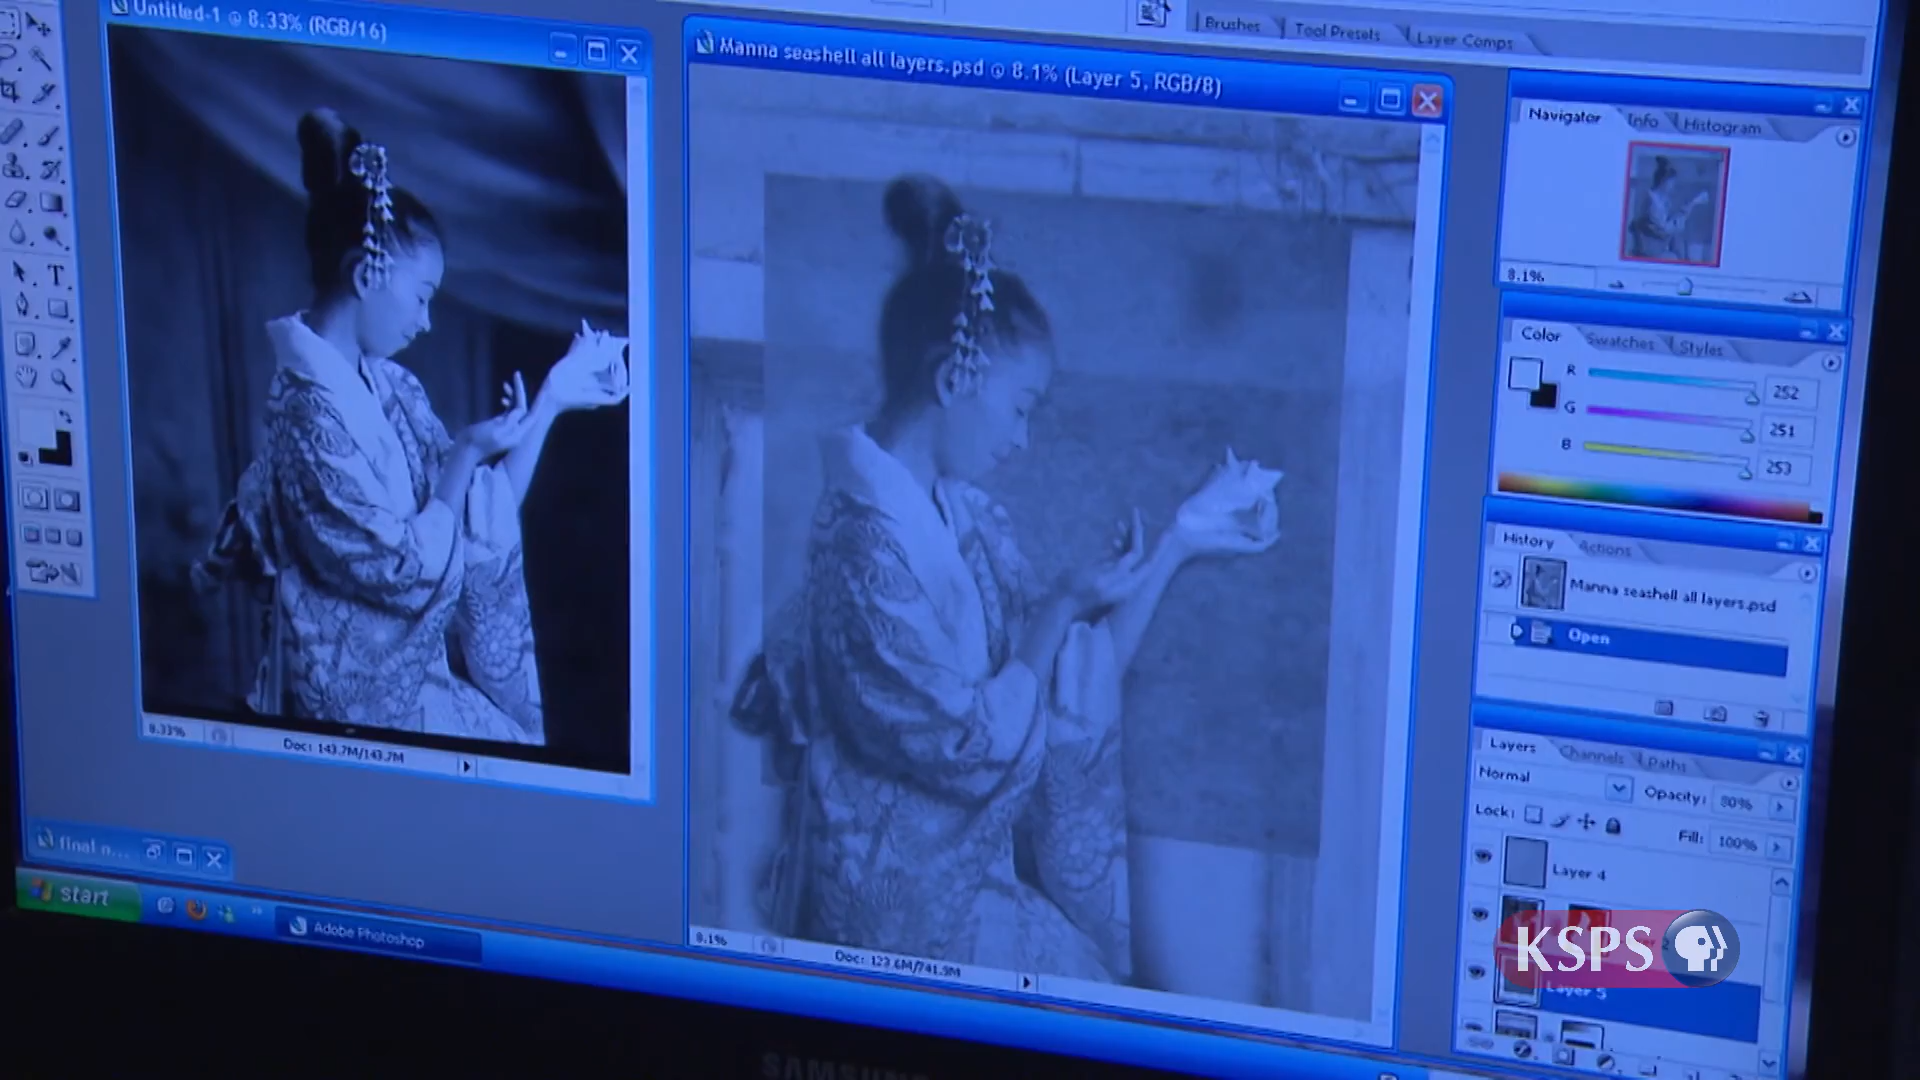 Untitled-1 @ 8.33% (RGB/16)
Brushes
Tool Presets
Layer Comps
Manna seashell all layers.psd @ 8.1% (Layer 5, RGB/8)
Navigator
Info
Histogram
8.1%
Color
Swatches
Styles
R
252
G
251
B
253
T
History
Actions
Manna seashell all layers.psd
Open
8.33%
Doc: 143.7M/143.7M
Layers
Channels
Paths
Normal
Opacity:
80%
Lock:
Fill:
100%
Layer 4
Layer 5
KSPS
final n...
start
Adobe Photoshop
8.1%
Doc: 123.6M/741.9M
SAMSUNG